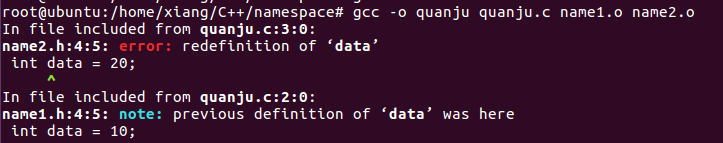 root@ubuntu:/home/xiang/C++/namespace# gcc -o quanju quanju.c name1.o name2.o
In file included from quanju.c:3:0:
name2.h:4:5: error: redefinition of ‘data’
 int data = 20;
     ^
In file included from quanju.c:2:0:
name1.h:4:5: note: previous definition of ‘data’ was here
 int data = 10;